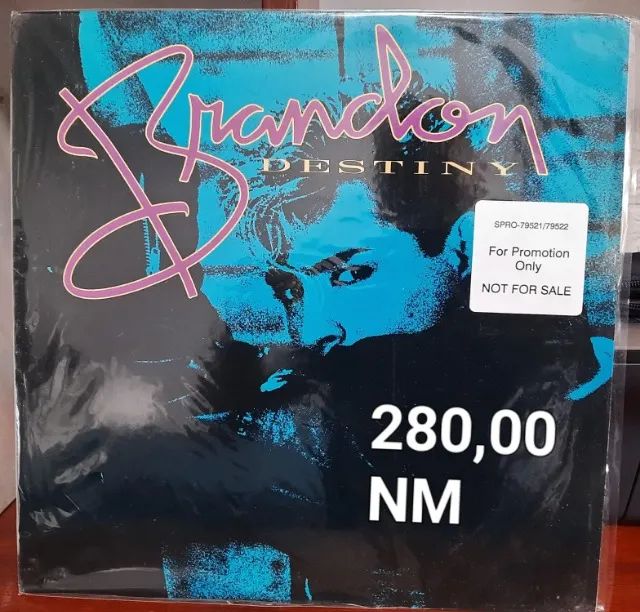 Brandon
DESTINY
SPRO-79521/79522
For Promotion
Only
NOT FOR SALE
280,00
NM